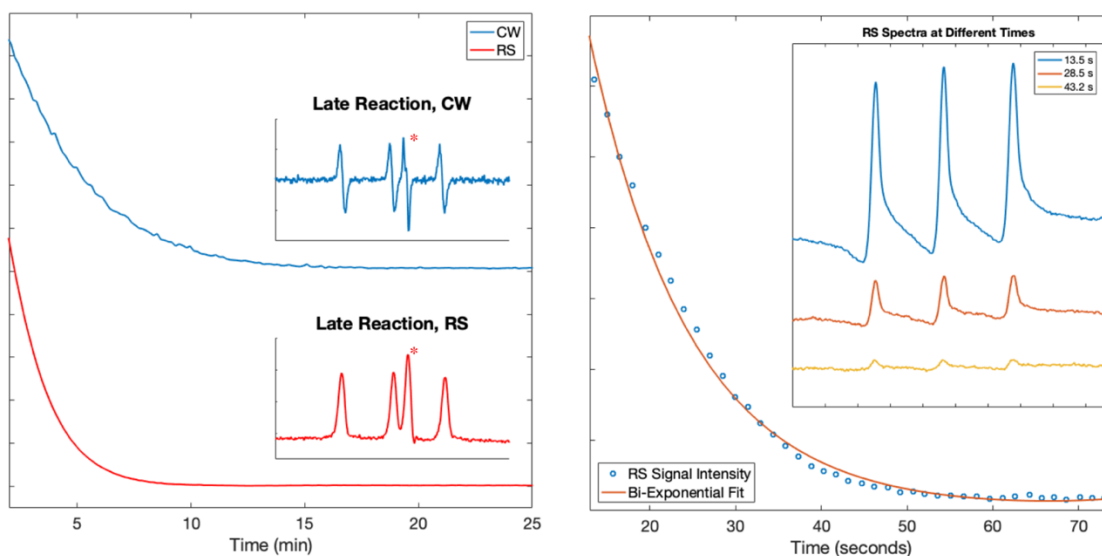 CW
RS
Late Reaction, CW
*
Late Reaction, RS
*
5
10
15
20
25
Time (min)
RS Spectra at Different Times
13.5 s
28.5 s
43.2 s
RS Signal Intensity
Bi-Exponential Fit
20
30
40
50
60
70
Time (seconds)